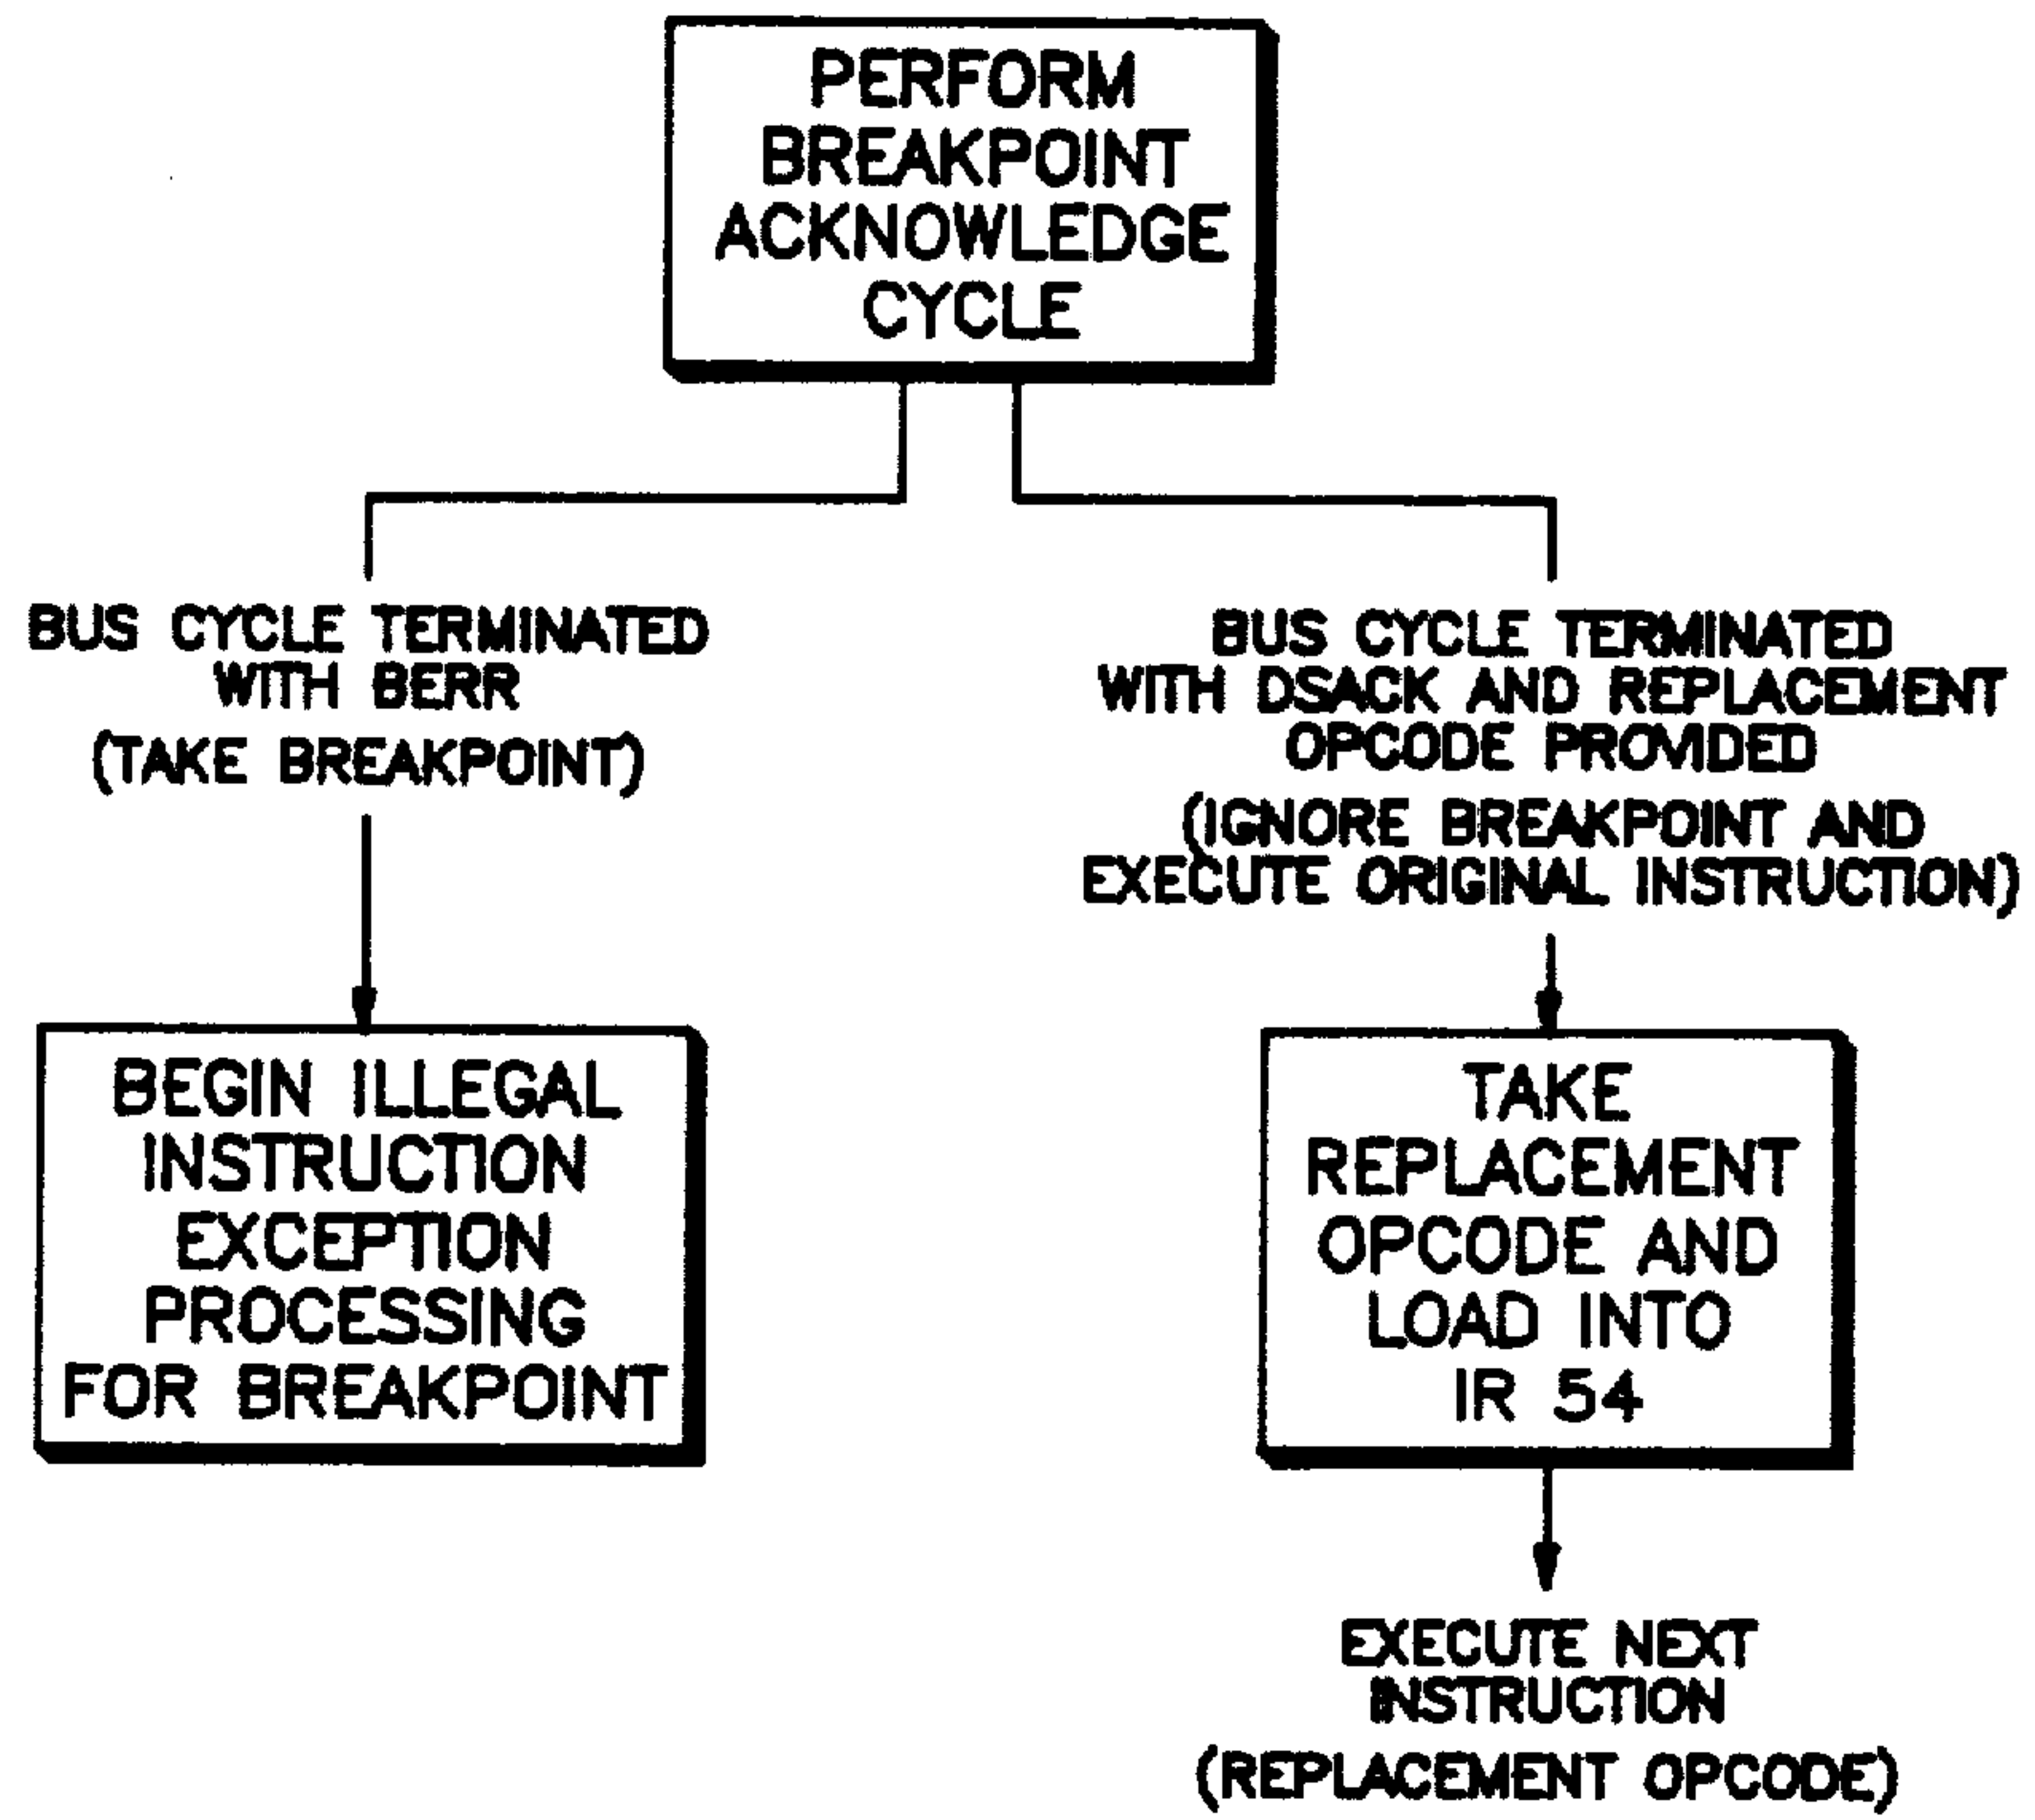 PERFORM
BREAKPOINT
ACKNOWLEDGE
CYCLE
BUS CYCLE TERMINATED
WITH BERR
(TAKE BREAKPOINT)
BEGIN ILLEGAL
INSTRUCTION
EXCEPTION
PROCESSING
FOR BREAKPOINT
BUS CYCLE TERMINATED
WITH DSACK AND REPLACEMENT
OPCODE PROVIDED
(IGNORE BREAKPOINT AND
EXECUTE ORIGINAL INSTRUCTION)
TAKE
REPLACEMENT
OPCODE AND
LOAD INTO
IR 54
EXECUTE NEXT
INSTRUCTION
(REPLACEMENT OPCODE)